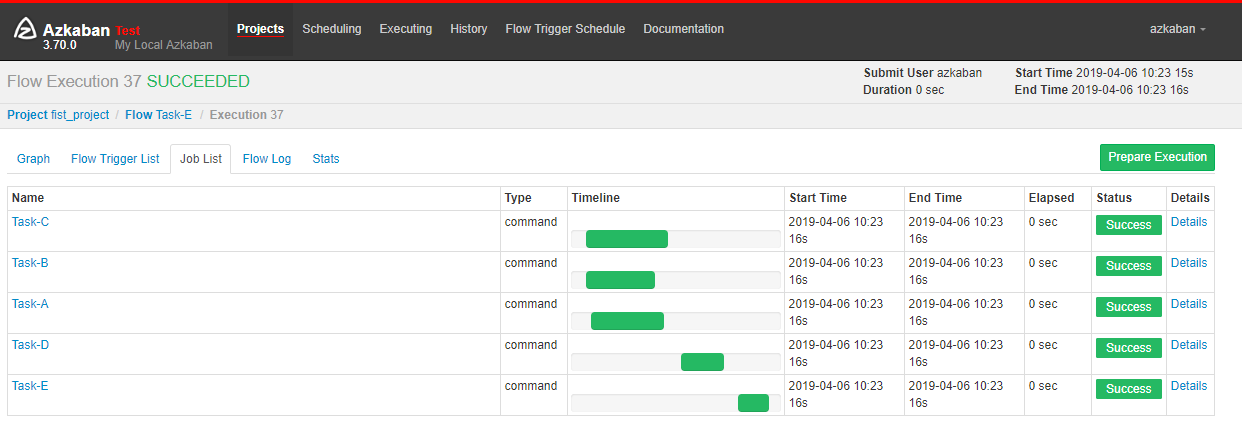 Azkaban Test
3.70.0 My Local Azkaban
Projects Scheduling Executing History Flow Trigger Schedule Documentation
azkaban
Flow Execution 37 SUCCEEDED
Submit User azkaban Start Time 2019-04-06 10:23 15s
Duration 0 sec End Time 2019-04-06 10:23 16s
Project fist_project / Flow Task-E / Execution 37
Graph Flow Trigger List Job List Flow Log Stats
Prepare Execution
Name Type Timeline Start Time End Time Elapsed Status Details
Task-C command 2019-04-06 10:23 2019-04-06 10:23 0 sec Success Details
16s 16s
Task-B command 2019-04-06 10:23 2019-04-06 10:23 0 sec Success Details
16s 16s
Task-A command 2019-04-06 10:23 2019-04-06 10:23 0 sec Success Details
16s 16s
Task-D command 2019-04-06 10:23 2019-04-06 10:23 0 sec Success Details
16s 16s
Task-E command 2019-04-06 10:23 2019-04-06 10:23 0 sec Success Details
16s 16s